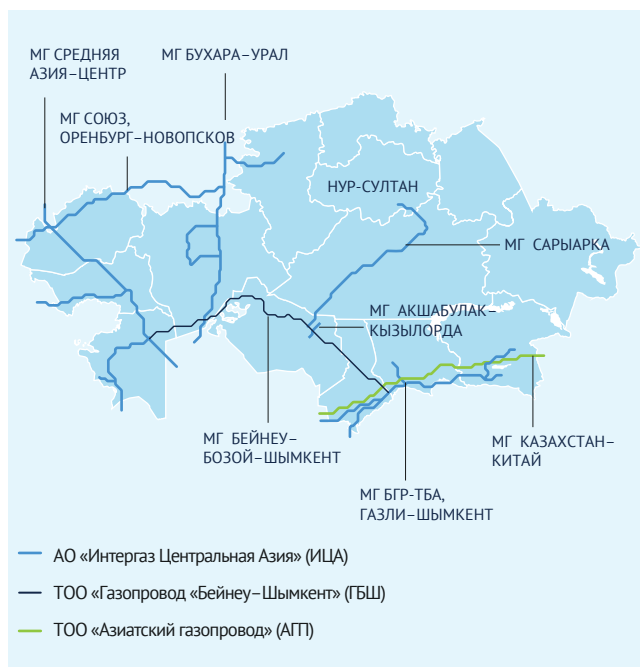 МГ СРЕДНЯЯ
АЗИЯ–ЦЕНТР
МГ БУХАРА–УРАЛ
МГ СОЮЗ,
ОРЕНБУРГ–НОВОПСКОВ
НУР-СУЛТАН
МГ САРЫАРКА
МГ АКШАБУЛАК–
КЫЗЫЛОРДА
МГ БЕЙНЕУ–
БОЗОЙ–ШЫМКЕНТ
МГ КАЗАХСТАН–
КИТАЙ
МГ БГР-ТБА,
ГАЗЛИ–ШЫМКЕНТ
АО «Интергаз Центральная Азия» (ИЦА)
ТОО «Газопровод «Бейнеу–Шымкент» (ГБШ)
ТОО «Азиатский газопровод» (АГП)